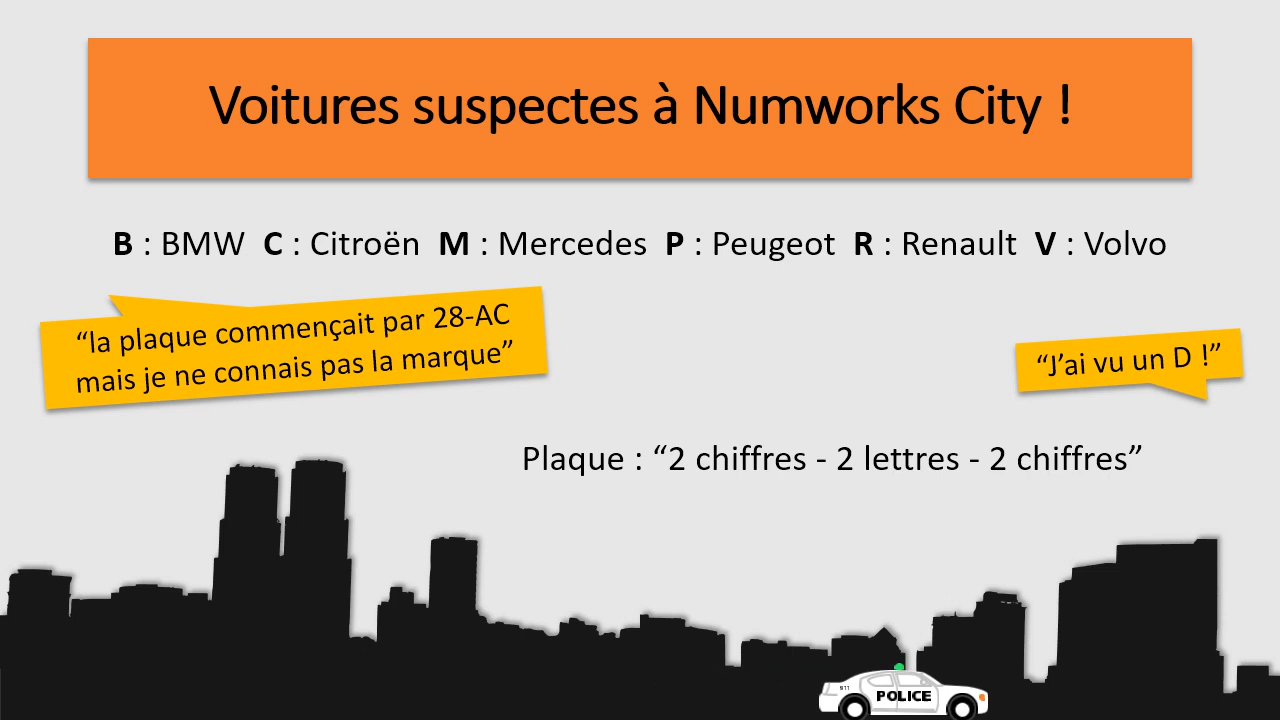 Voitures suspectes à Numworks City !
B : BMW C : Citroën M : Mercedes P : Peugeot R : Renault V : Volvo
“la plaque commençait par 28-AC
mais je ne connais pas la marque”
“J’ai vu un D !”
Plaque : “2 chiffres - 2 lettres - 2 chiffres”
911
POLICE